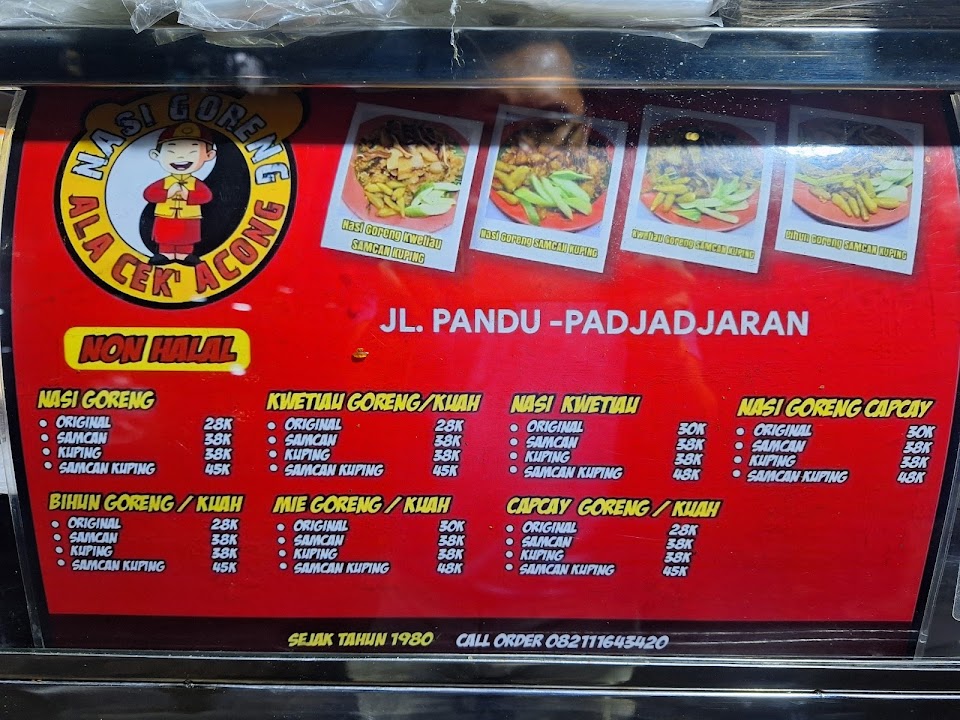 NASI GORENG
ALA CEK' ACONG
NON HALAL
Nasi Goreng Kwetiau
SAMCAN KUPING
Nasi Goreng SAMCAN KUPING
Kwetiau Goreng SAMCAN KUPING
Bihun Goreng SAMCAN KUPING
JL. PANDU -PADJADJARAN
NASI GORENG
• ORIGINAL 28K
• SAMCAN 38K
• KUPING 38K
• SAMCAN KUPING 45K
KWETIAU GORENG/KUAH
• ORIGINAL 28K
• SAMCAN 38K
• KUPING 38K
• SAMCAN KUPING 45K
NASI KWETIAU
• ORIGINAL 30K
• SAMCAN 38K
• KUPING 38K
• SAMCAN KUPING 48K
NASI GORENG CAPCAY
• ORIGINAL 30K
• SAMCAN 38K
• KUPING 38K
• SAMCAN KUPING 48K
BIHUN GORENG / KUAH
• ORIGINAL 28K
• SAMCAN 38K
• KUPING 38K
• SAMCAN KUPING 45K
MIE GORENG / KUAH
• ORIGINAL 30K
• SAMCAN 38K
• KUPING 38K
• SAMCAN KUPING 48K
CAPCAY GORENG / KUAH
• ORIGINAL 28K
• SAMCAN 38K
• KUPING 38K
• SAMCAN KUPING 45K
SEJAK TAHUN 1980 CALL ORDER 082111643420